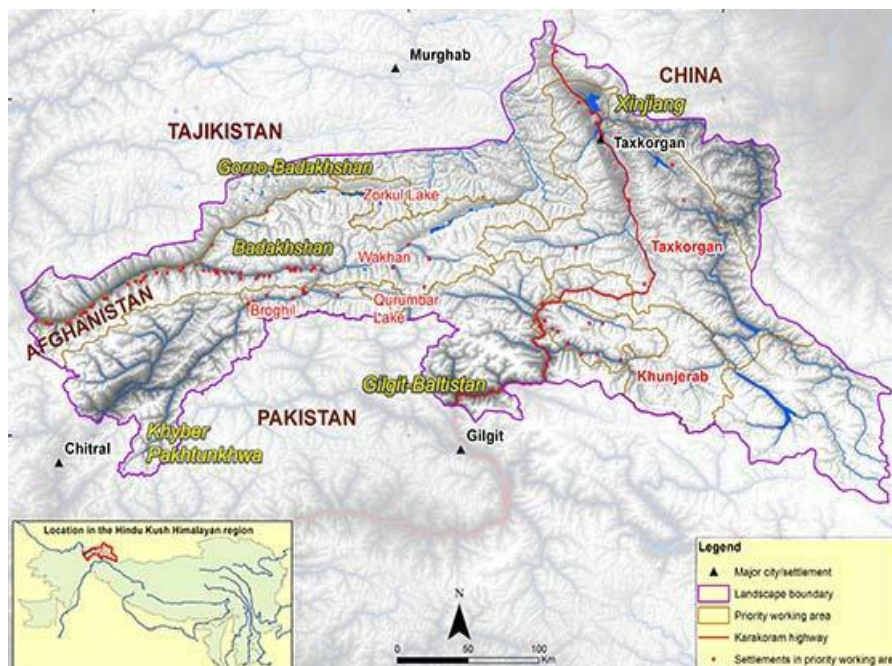 Murghab
CHINA
Xinjiang
TAJIKISTAN
Taxkorgan
Gorno-Badakhshan
Zorkul Lake
Badakhshan
Wakhan
Taxkorgan
AFGHANISTAN
Broghil
Qurumbar
Lake
Gilgit-Baltistan
Khunjerab
PAKISTAN
Khyber
Pakhtunkhwa
Chitral
Gilgit
Location in the Hindu Kush Himalayan region
N
0 50 100
Km
Legend
Major city/settlement
Landscape boundary
Priority working area
Karakoram highway
Settlements in priority working are